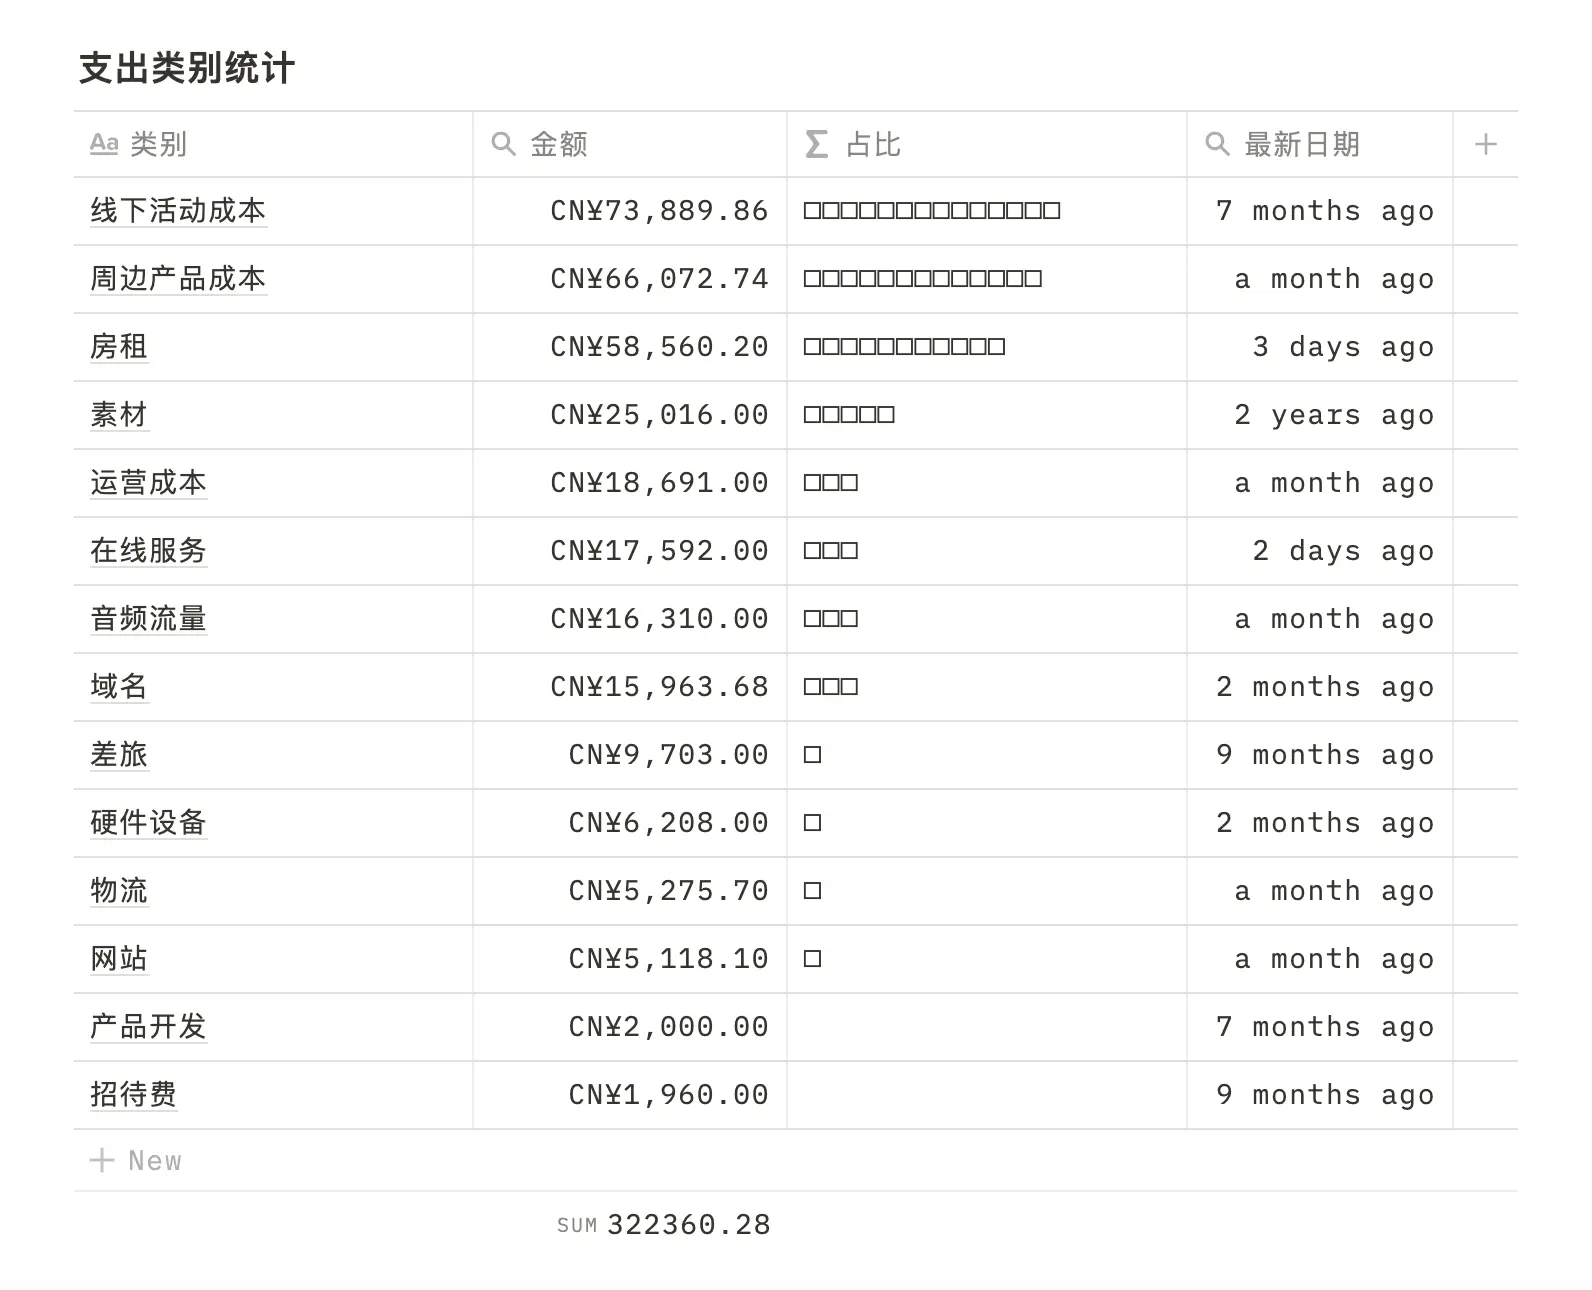 支出类别统计
Aa 类别 金额 Σ 占比 最新日期 +
线下活动成本 CN¥73,889.86 □□□□□□□□□□□□□□ 7 months ago
周边产品成本 CN¥66,072.74 □□□□□□□□□□□□□ a month ago
房租 CN¥58,560.20 □□□□□□□□□□□ 3 days ago
素材 CN¥25,016.00 □□□□□ 2 years ago
运营成本 CN¥18,691.00 □□□ a month ago
在线服务 CN¥17,592.00 □□□ 2 days ago
音频流量 CN¥16,310.00 □□□ a month ago
域名 CN¥15,963.68 □□□ 2 months ago
差旅 CN¥9,703.00 □ 9 months ago
硬件设备 CN¥6,208.00 □ 2 months ago
物流 CN¥5,275.70 □ a month ago
网站 CN¥5,118.10 □ a month ago
产品开发 CN¥2,000.00 7 months ago
招待费 CN¥1,960.00 9 months ago
+ New
SUM 322360.28